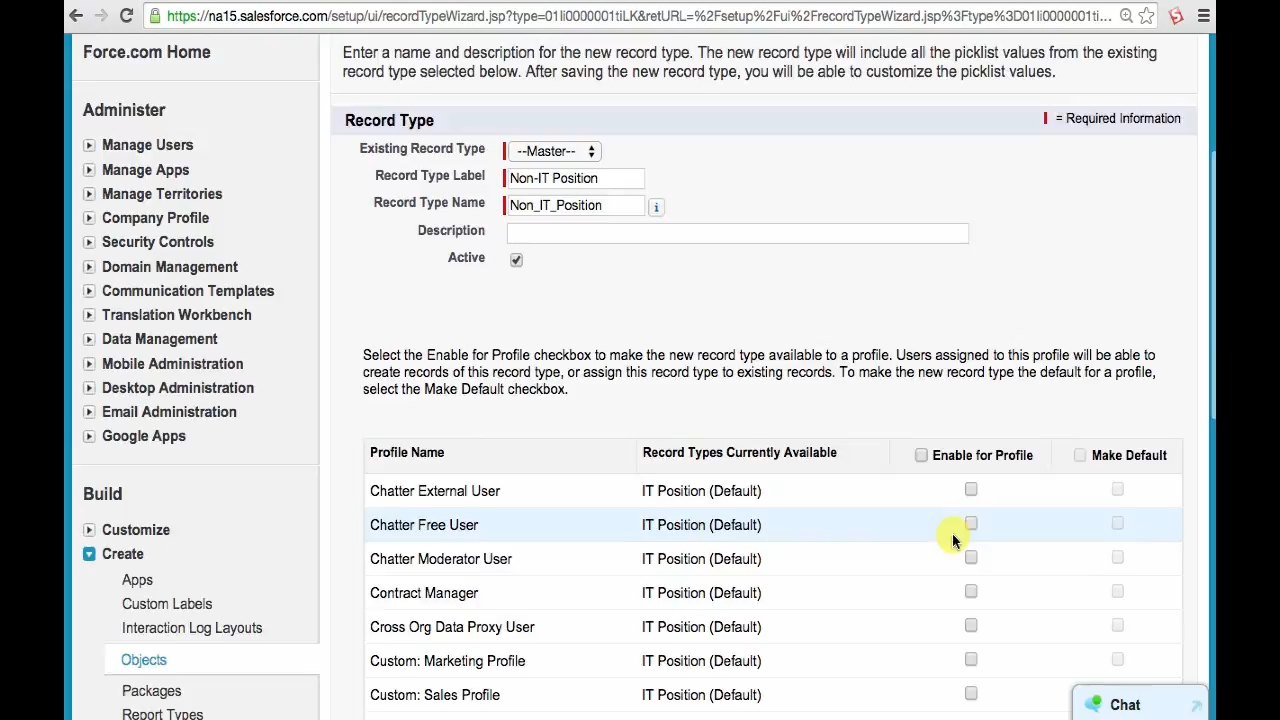 https://na15.salesforce.com/setup/ui/recordTypeWizard.jsp?type=01Ii0000001tiLK&retURL=%2Fsetup%2Fui%2FrecordTypeWizard.jsp%3Ftype%3D01Ii0000001ti...
Force.com Home
Administer
Manage Users
Manage Apps
Manage Territories
Company Profile
Security Controls
Domain Management
Communication Templates
Translation Workbench
Data Management
Mobile Administration
Desktop Administration
Email Administration
Google Apps
Build
Customize
Create
Apps
Custom Labels
Interaction Log Layouts
Objects
Packages
Report Types
Enter a name and description for the new record type. The new record type will include all the picklist values from the existing
record type selected below. After saving the new record type, you will be able to customize the picklist values.
Record Type
= Required Information
Existing Record Type --Master--
Record Type Label Non-IT Position
Record Type Name Non_IT_Position i
Description
Active
Select the Enable for Profile checkbox to make the new record type available to a profile. Users assigned to this profile will be able to
create records of this record type, or assign this record type to existing records. To make the new record type the default for a profile,
select the Make Default checkbox.
Profile Name Record Types Currently Available Enable for Profile Make Default
Chatter External User IT Position (Default)
Chatter Free User IT Position (Default)
Chatter Moderator User IT Position (Default)
Contract Manager IT Position (Default)
Cross Org Data Proxy User IT Position (Default)
Custom: Marketing Profile IT Position (Default)
Custom: Sales Profile IT Position (Default)
Chat